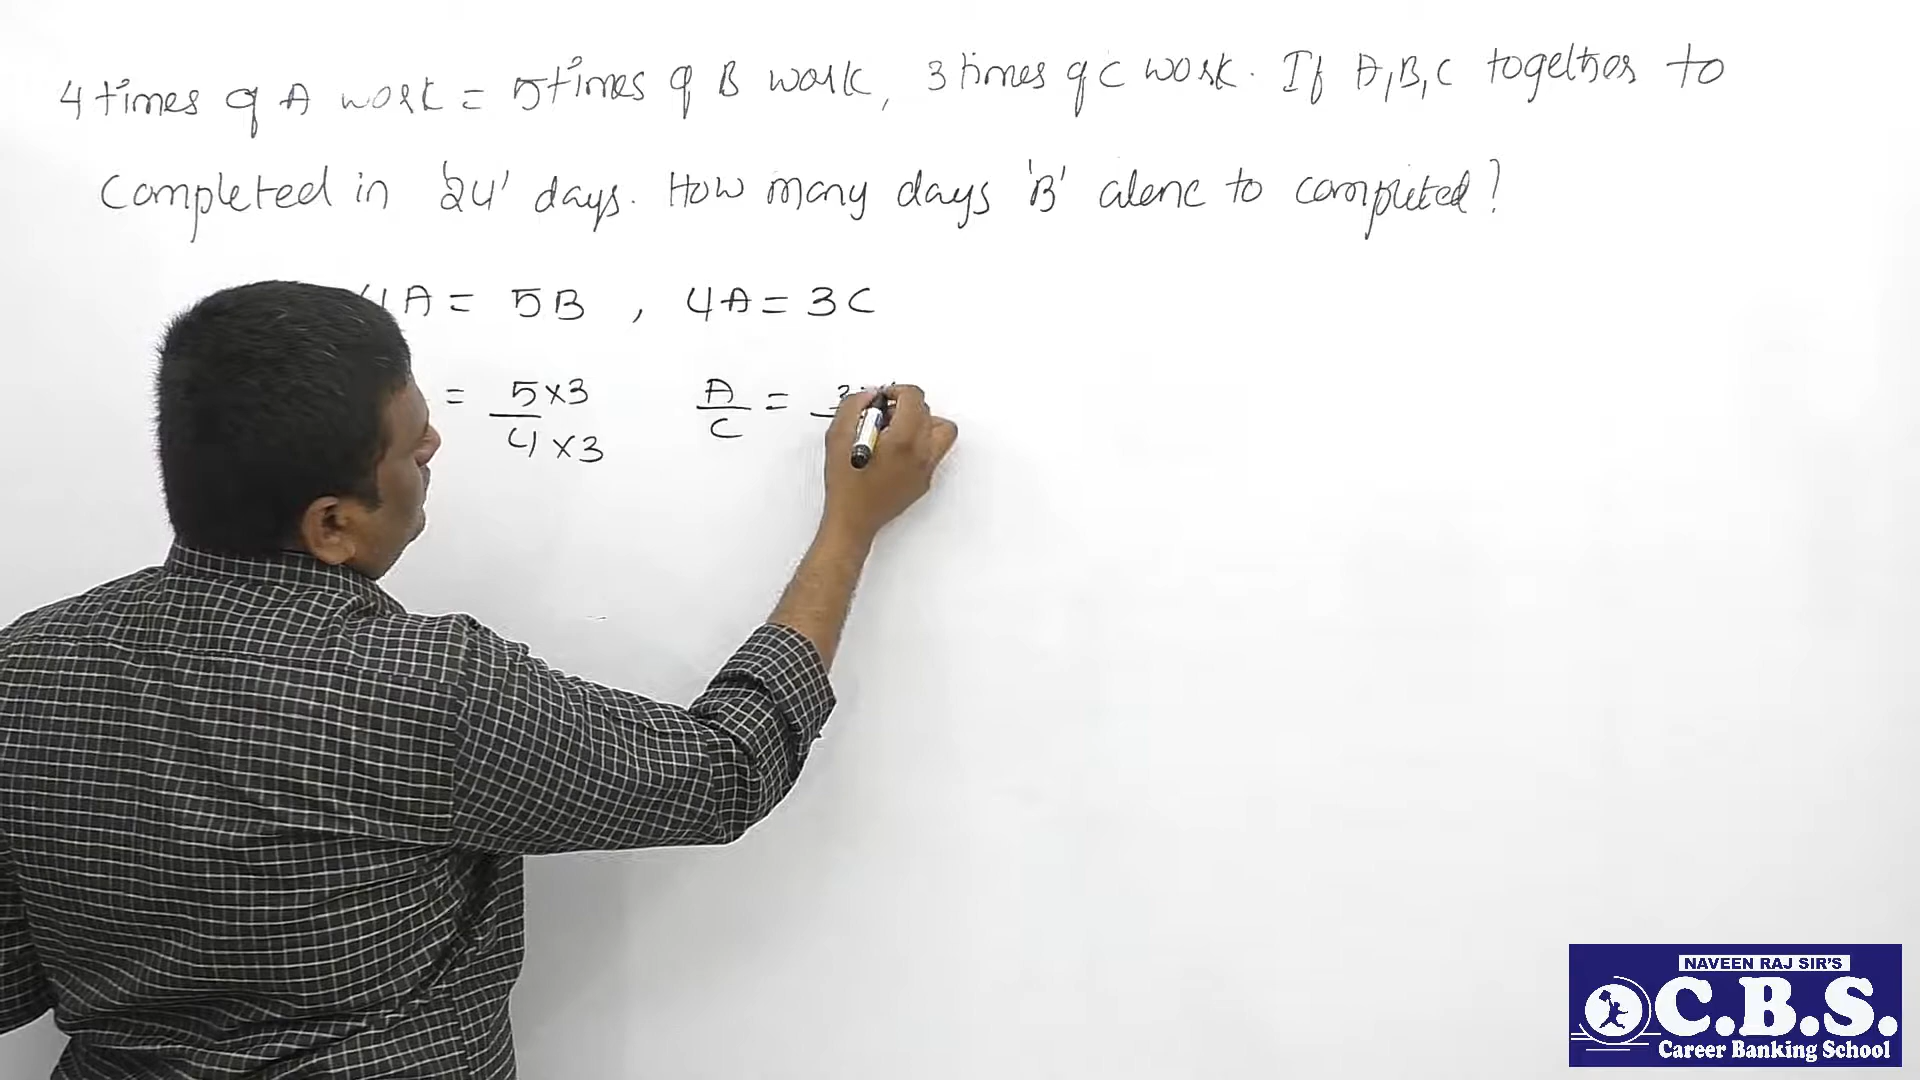 4 times of A work = 5 times of B work, 3 times of C work. If A, B, C together to
completed in '24' days. How many days 'B' alone to completed?
4A = 5B , 4A = 3C
= 5×3 A = 3
4×3 C
NAVEEN RAJ SIR'S
C.B.S.
Career Banking School